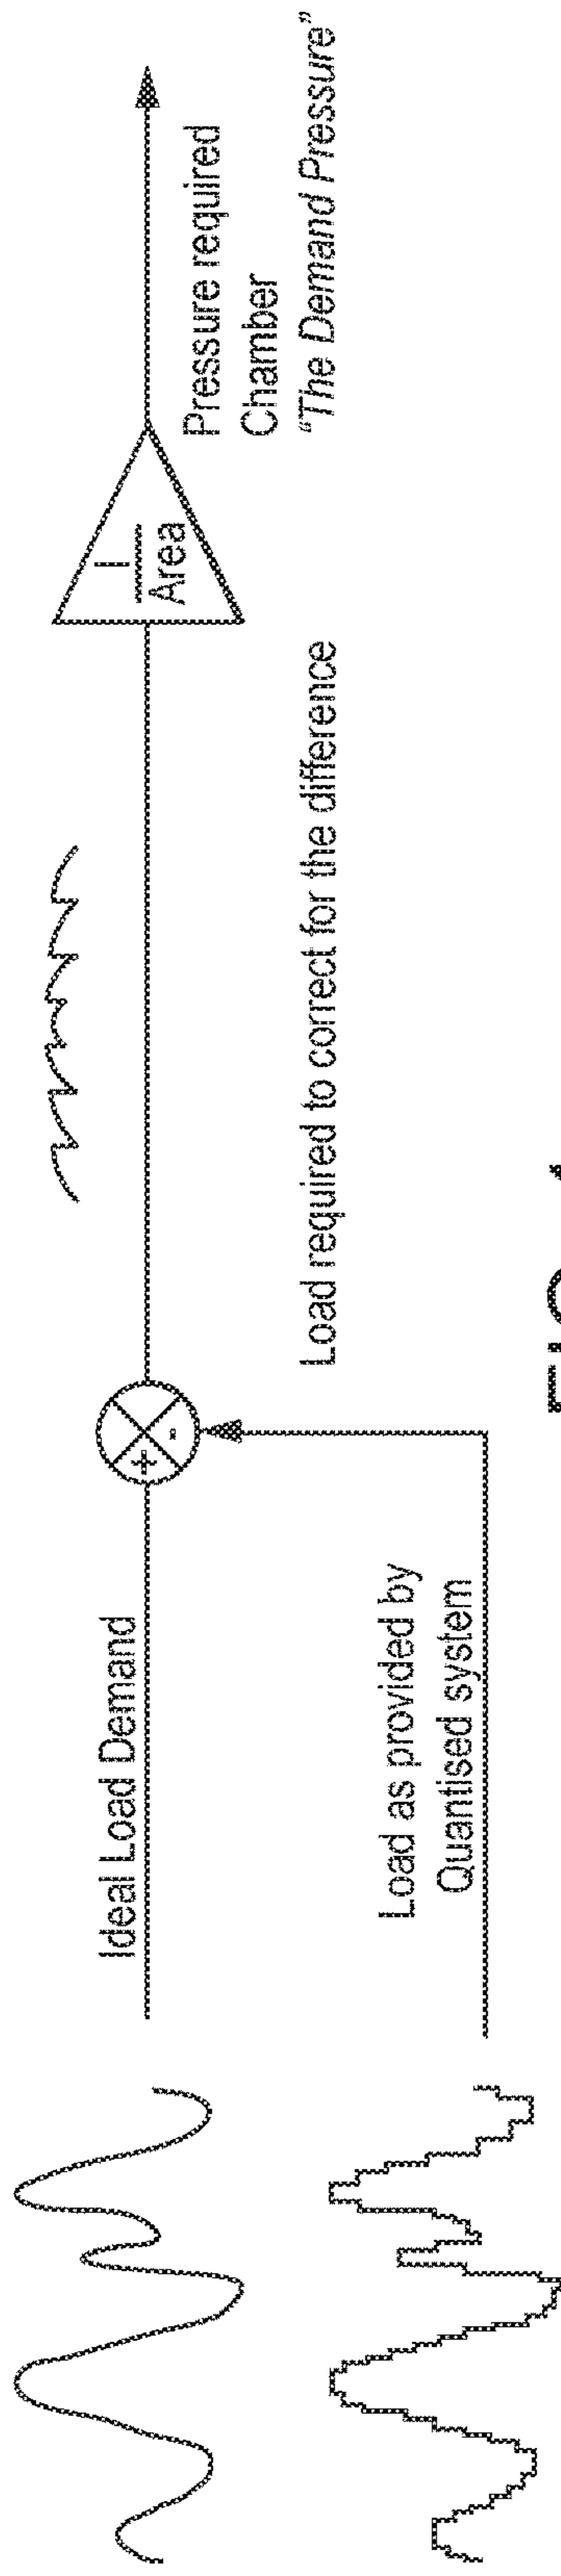 Ideal Load Demand
+
-
Load as provided by
Quantised system
Load required to correct for the difference
1
Area
Pressure required
Chamber
"The Demand Pressure"